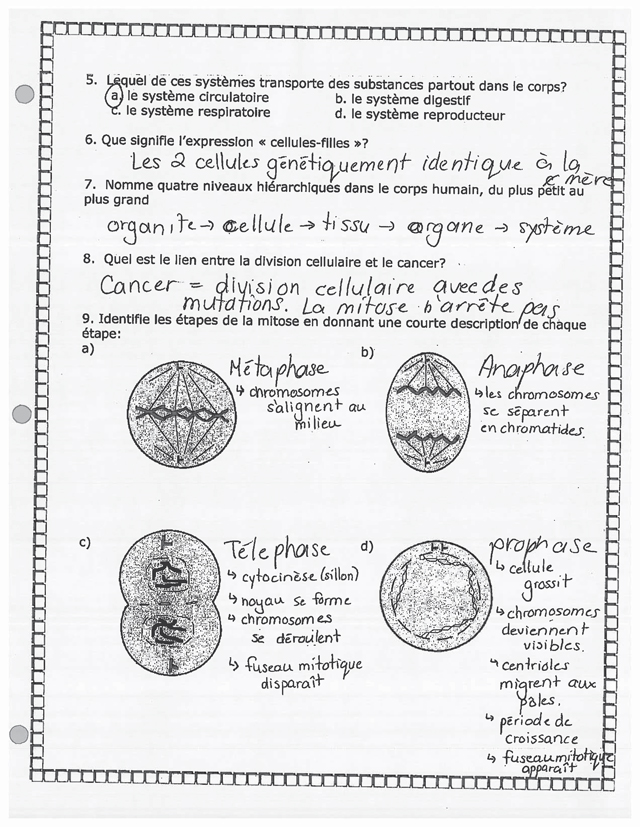 5. Lequel de ces systèmes transporte des substances partout dans le corps?
a. le système circulatoire b. le système digestif
c. le système respiratoire d. le système reproducteur
6. Que signifie l'expression « cellules-filles »?
Les 2 cellules génétiquement identique à la
mère
7. Nomme quatre niveaux hiérarchiques dans le corps humain, du plus petit au
plus grand
organite → cellule → tissu → organe → système
8. Quel est le lien entre la division cellulaire et le cancer?
Cancer = division cellulaire avec des
mutations. La mitose n'arrête pas
9. Identifie les étapes de la mitose en donnant une courte description de chaque
étape:
a)
Métaphase
↳ chromosomes
s'alignent au
milieu
b)
Anaphase
↳ les chromosomes
se séparent
en chromatides.
c)
Télephase
↳ cytocinèse (sillon)
↳ noyau se forme
↳ chromosomes
se déroulent
↳ fuseau mitotique
disparaît
d)
prophase
↳ cellule
grossit
↳ chromosomes
deviennent
visibles.
↳ centrioles
migrent aux
pales.
↳ période de
croissance
↳ fuseau mitotique
apparaît